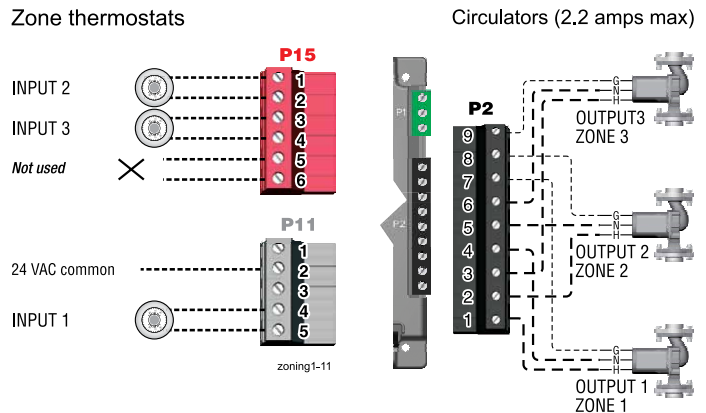 Zone thermostats
Circulators (2.2 amps max)
P15
INPUT 2
INPUT 3
Not used
1
2
3
4
5
6
P11
24 VAC common
INPUT 1
1
2
3
4
5
zoning1-11
P1
P2
P2
9
8
7
6
5
4
3
2
1
G
N
H
OUTPUT3
ZONE 3
G
N
H
OUTPUT 2
ZONE 2
G
N
H
OUTPUT 1
ZONE 1